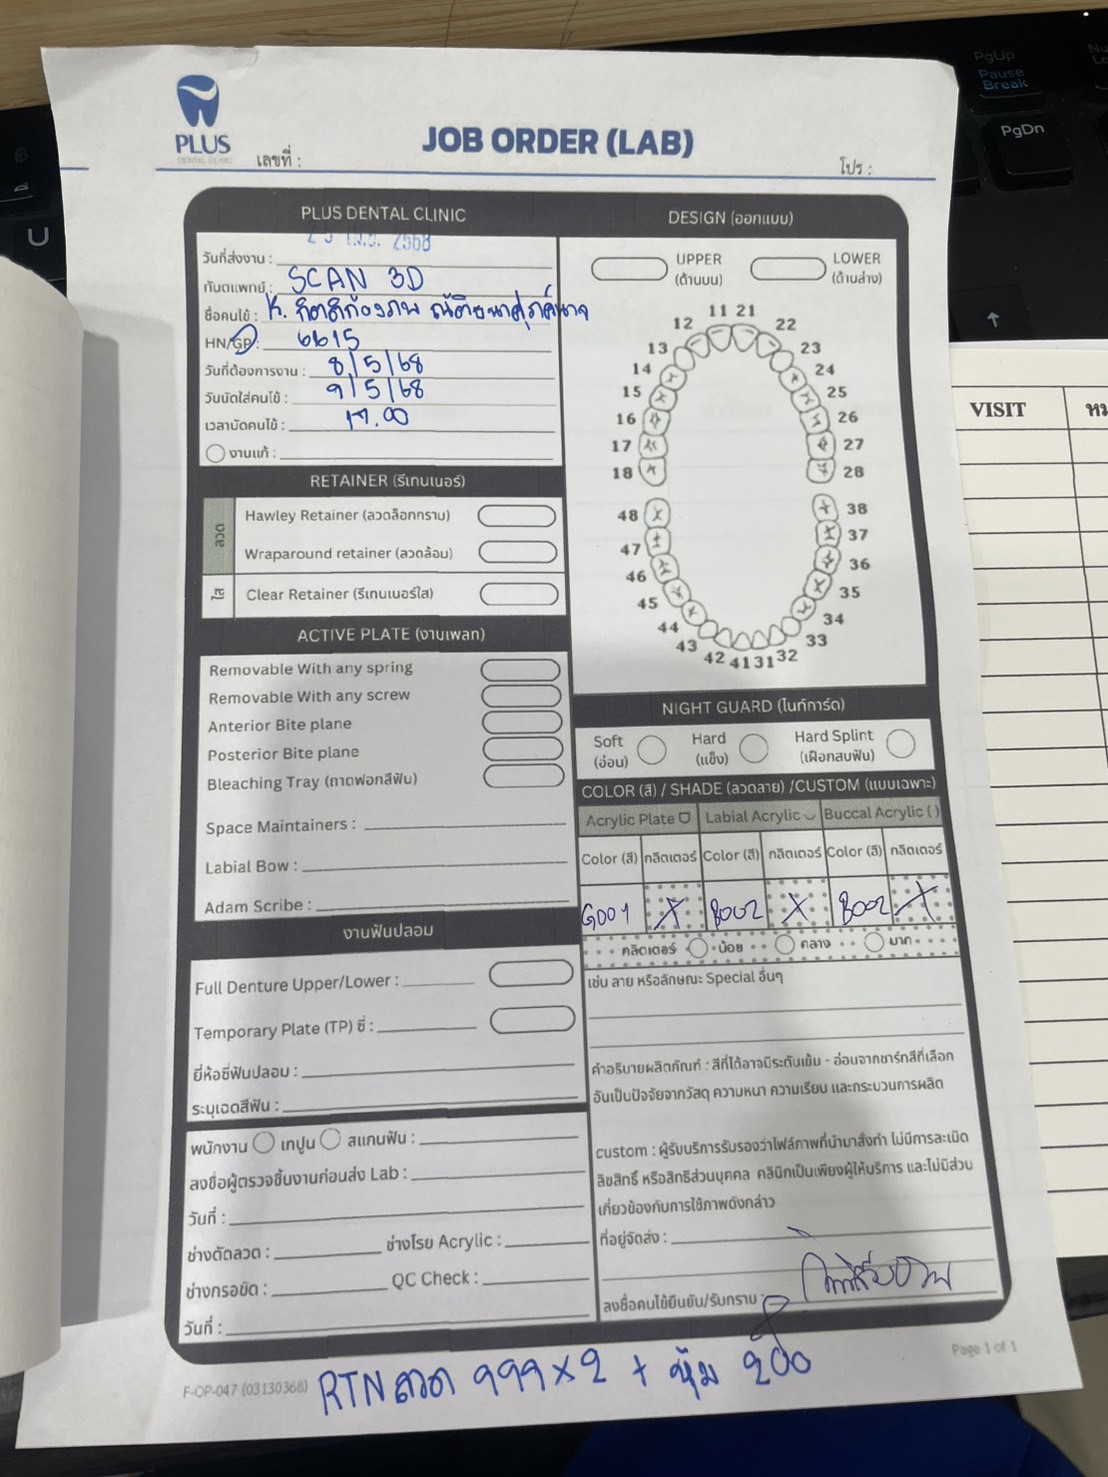 PLUS
DENTAL CLINIC
JOB ORDER (LAB)
เลขที่ :
โปร :
PLUS DENTAL CLINIC
วันที่ส่งงาน : 2568
ทันตแพทย์ : SCAN 3D
ชื่อคนไข้ : K.
HN/GP : 6615
วันที่ต้องการงาน : 8/5/68
วันนัดใส่คนไข้ : 9/5/68
เวลานัดคนไข้ : 17.00
งานแก้ :
RETAINER (รีเทนเนอร์)
ลวด
Hawley Retainer (ลวดล็อกกราม)
Wraparound retainer (ลวดล้อม)
ใส
Clear Retainer (รีเทนเนอร์ใส)
ACTIVE PLATE (งานเพลท)
Removable With any spring
Removable With any screw
Anterior Bite plane
Posterior Bite plane
Bleaching Tray (ถาดฟอกสีฟัน)
Space Maintainers :
Labial Bow :
Adam Scribe :
งานฟันปลอม
Full Denture Upper/Lower :
Temporary Plate (TP) ซี่ :
ยี่ห้อซี่ฟันปลอม :
ระบุเฉดสีฟัน :
พนักงาน เทปูน สแกนฟัน :
ลงชื่อผู้ตรวจชิ้นงานก่อนส่ง Lab :
วันที่ :
ช่างดัดลวด : ช่างโรย Acrylic :
ช่างกรอขัด : QC Check :
วันที่ :
DESIGN (ออกแบบ)
UPPER
(ด้านบน)
LOWER
(ด้านล่าง)
11 21
12 22
13 23
14 24
15 25
16 26
17 27
18 28
48 38
47 37
46 36
45 35
44 34
43 33
42 41 31 32
NIGHT GUARD (ไนท์การ์ด)
Soft
(อ่อน)
Hard
(แข็ง)
Hard Splint
(เฝือกสบฟัน)
COLOR (สี) / SHADE (ลวดลาย) /CUSTOM (แบบเฉพาะ)
Acrylic Plate Labial Acrylic Buccal Acrylic ( )
Color (สี) กลิตเตอร์ Color (สี) กลิตเตอร์ Color (สี) กลิตเตอร์
G001 X B002 X B002 X
กลิตเตอร์ น้อย กลาง มาก
เช่น ลาย หรือลักษณะ Special อื่นๆ
คำอธิบายผลิตภัณฑ์ : สีที่ได้อาจมีระดับเข้ม - อ่อนจากชาร์ทสีที่เลือก
อันเป็นปัจจัยจากวัสดุ ความหนา ความเรียบ และกระบวนการผลิต
custom : ผู้รับบริการรับรองว่าไฟล์ภาพที่นำมาสั่งทำ ไม่มีการละเมิด
ลิขสิทธิ์ หรือสิทธิส่วนบุคคล คลินิกเป็นเพียงผู้ให้บริการ และไม่มีส่วน
เกี่ยวข้องกับการใช้ภาพดังกล่าว
ที่อยู่จัดส่ง :
ลงชื่อคนไข้ยืนยัน/รับทราบ :
Page 1 of 1
F-OP-047 (03130368)
RTN ลวด 999 x 2 + หุ้ม 200
VISIT
PgUp
Pause
Break
PgDn
U